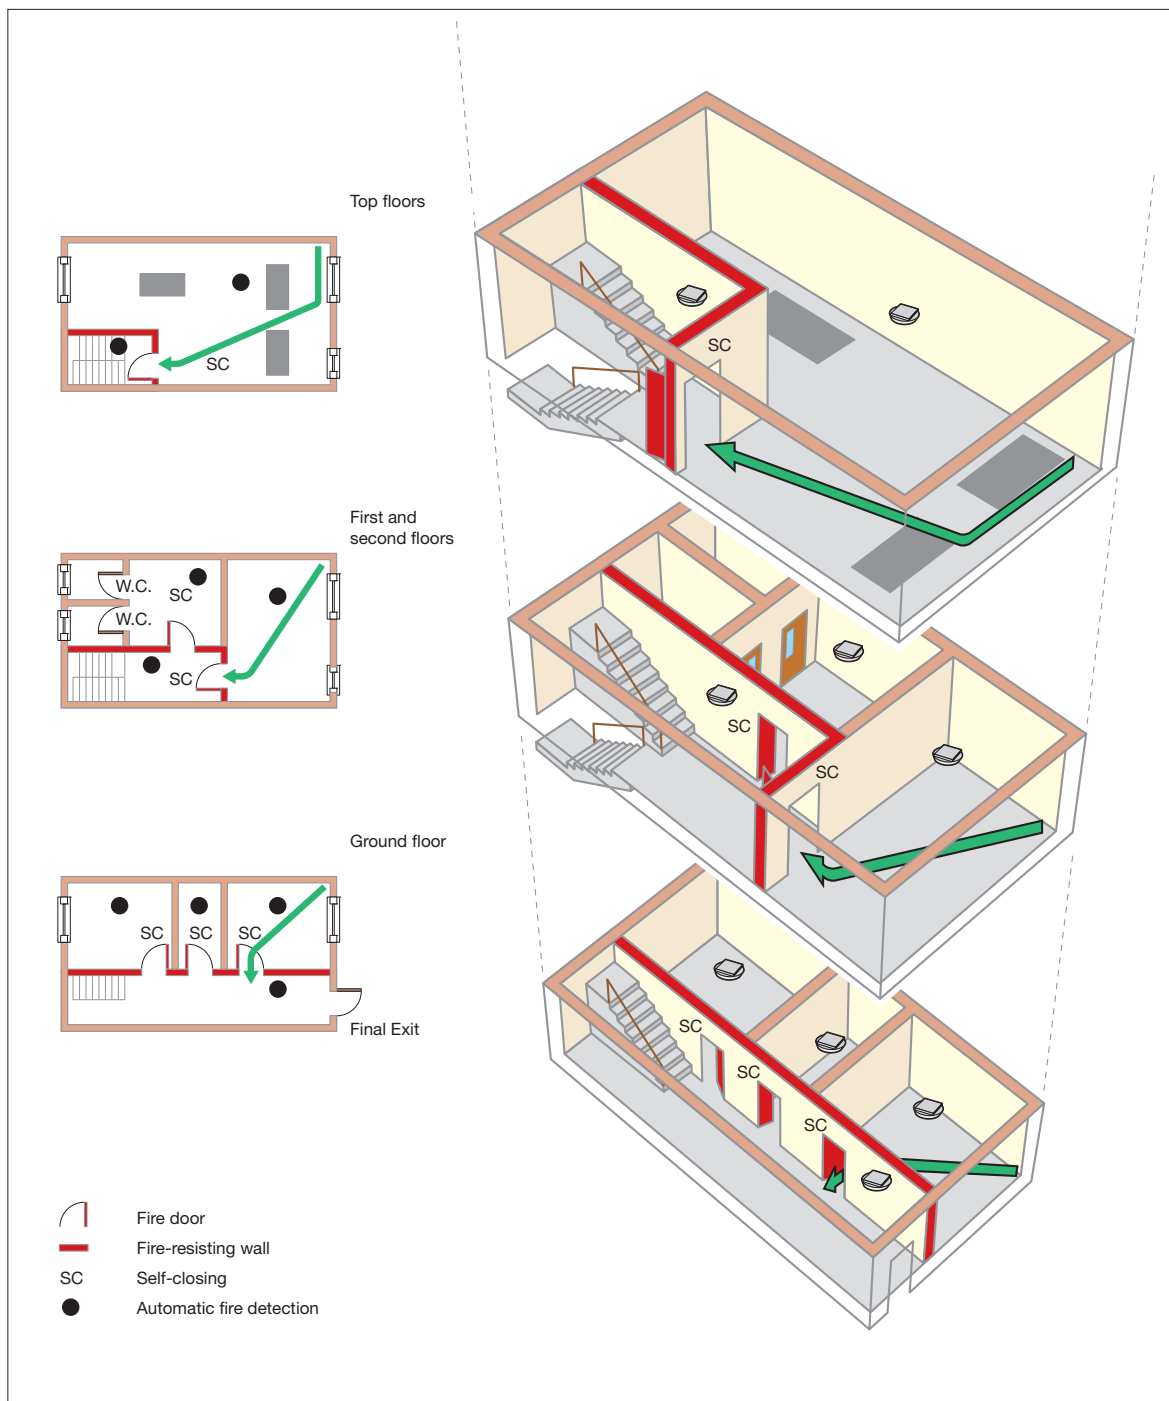 Top floors
SC
SC
First and
second floors
W.C.
SC
W.C.
SC
SC
SC
Ground floor
SC
SC
SC
SC
SC
SC
Final Exit
Fire door
Fire-resisting wall
SC
Self-closing
Automatic fire detection